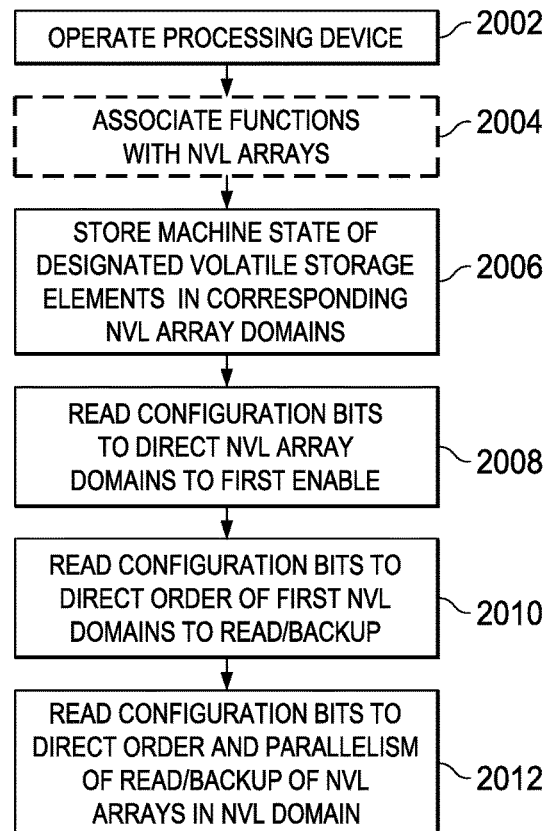 OPERATE PROCESSING DEVICE
2002
ASSOCIATE FUNCTIONS
WITH NVL ARRAYS
2004
STORE MACHINE STATE OF
DESIGNATED VOLATILE STORAGE
ELEMENTS IN CORRESPONDING
NVL ARRAY DOMAINS
2006
READ CONFIGURATION BITS
TO DIRECT NVL ARRAY
DOMAINS TO FIRST ENABLE
2008
READ CONFIGURATION BITS TO
DIRECT ORDER OF FIRST NVL
DOMAINS TO READ/BACKUP
2010
READ CONFIGURATION BITS TO
DIRECT ORDER AND PARALLELISM
OF READ/BACKUP OF NVL
ARRAYS IN NVL DOMAIN
2012